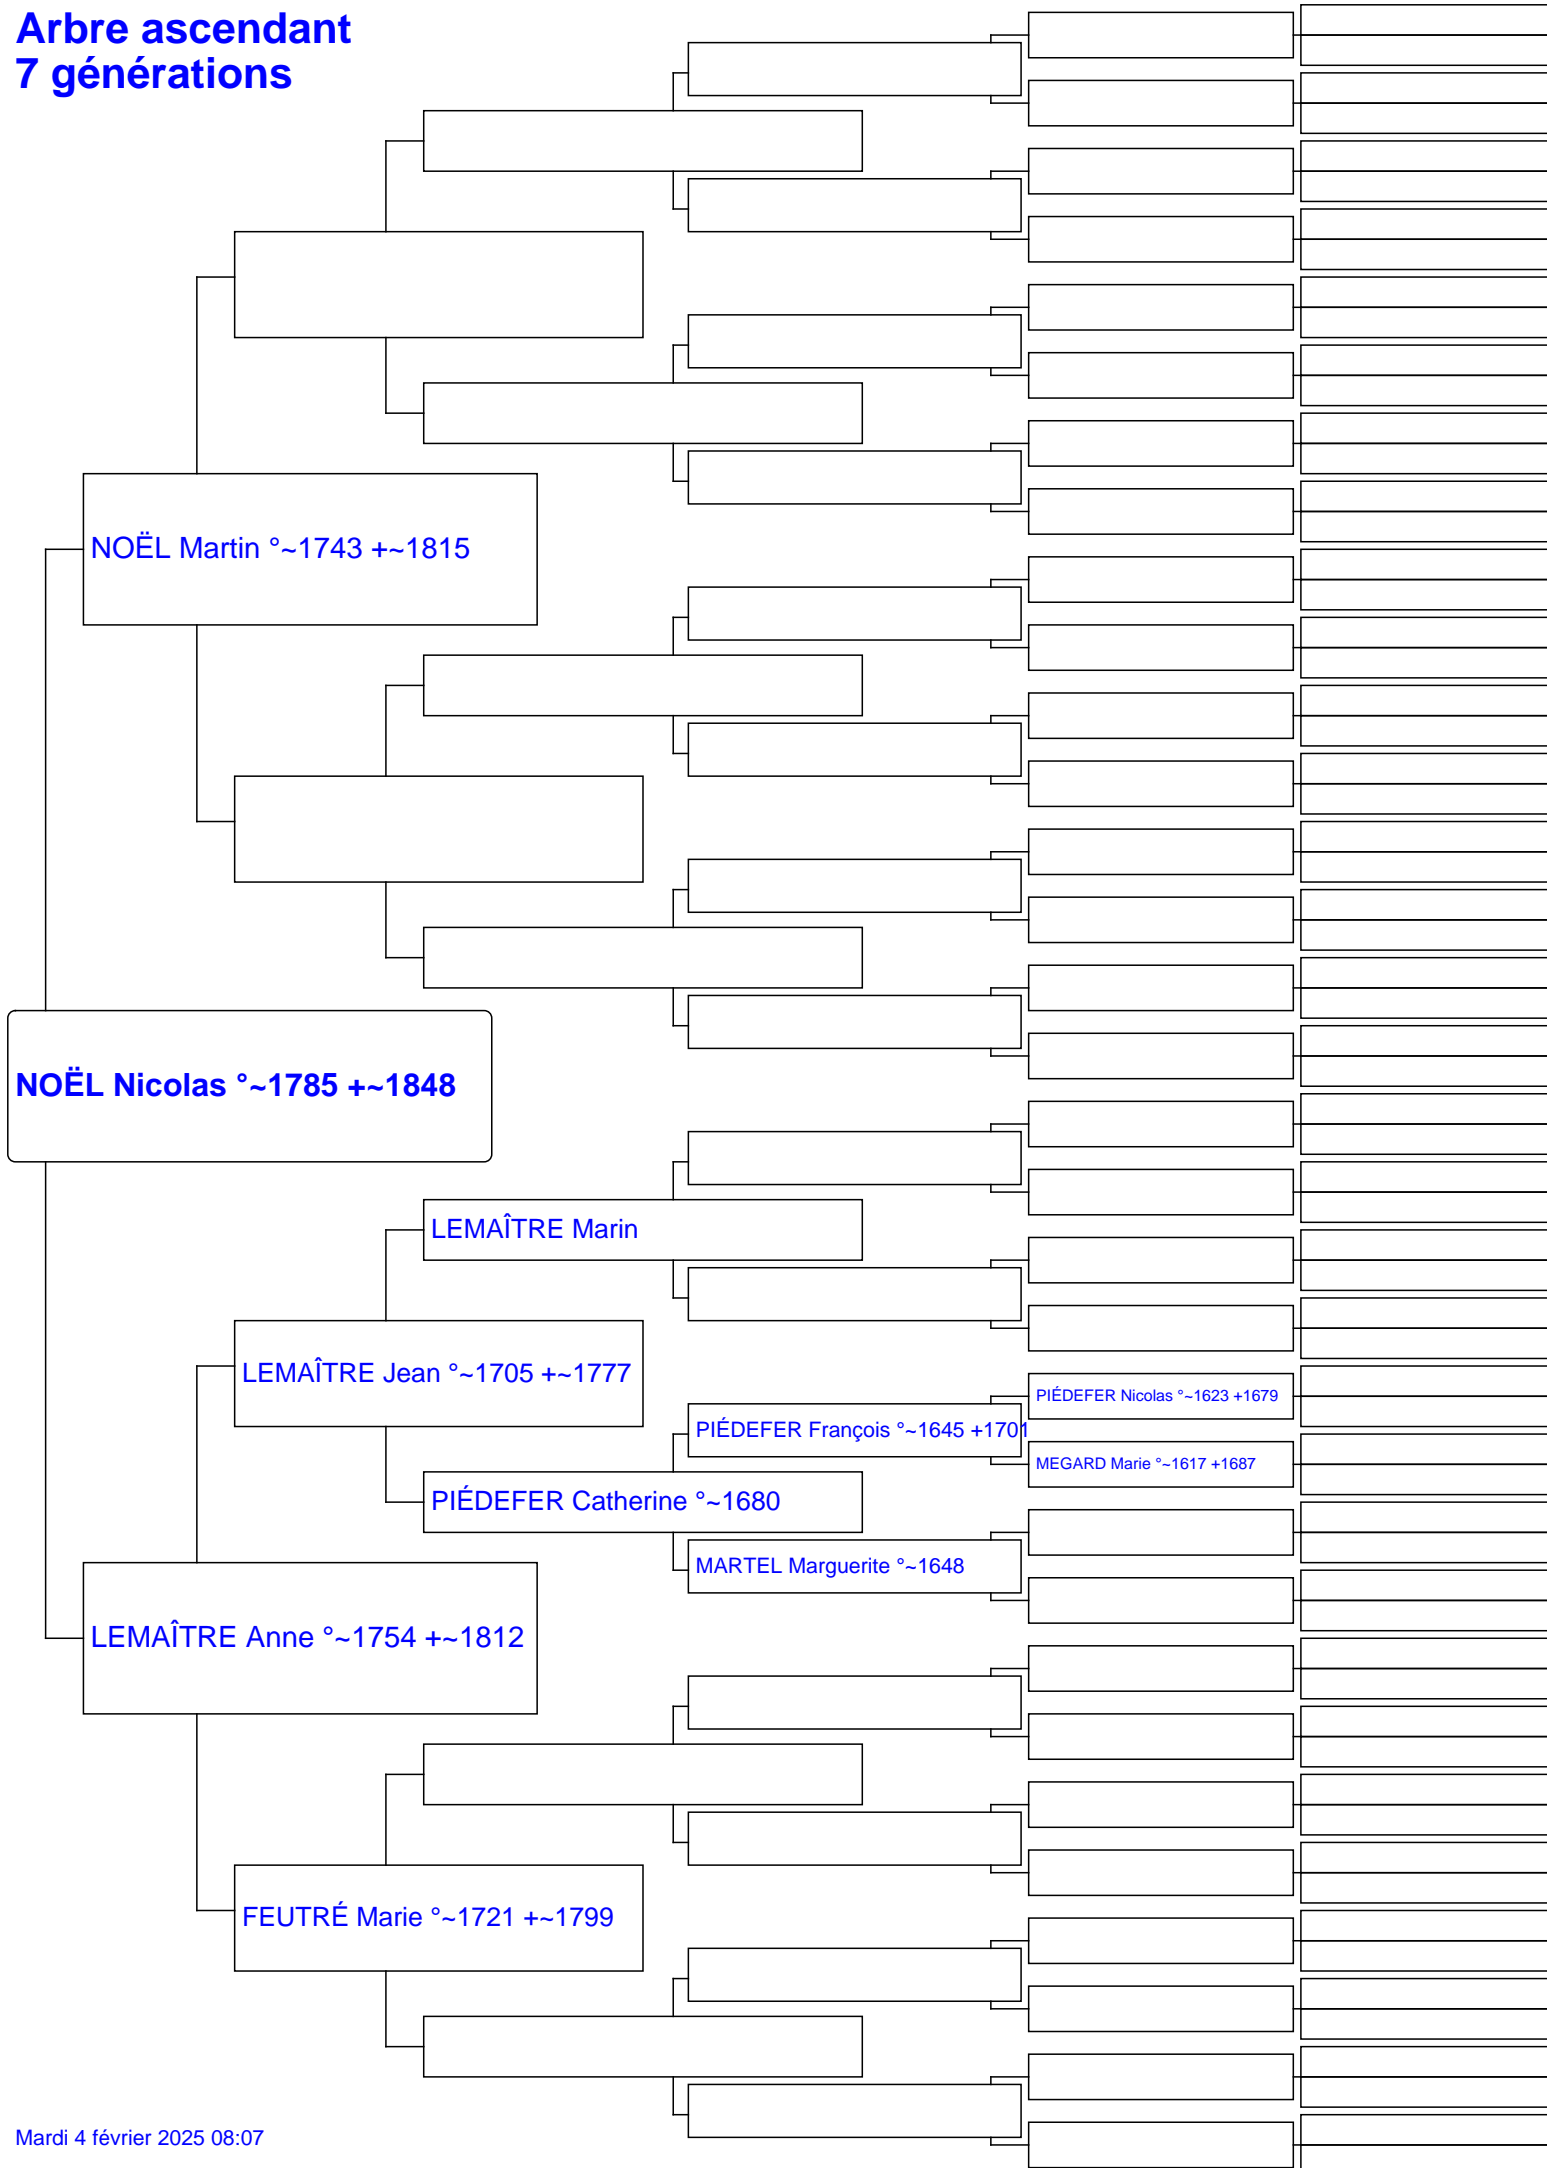 Arbre ascendant
7 générations
NOËL Martin °~1743 +~1815
NOËL Nicolas °~1785 +~1848
LEMAÎTRE Marin
LEMAÎTRE Jean °~1705 +~1777
PIÉDEFER Nicolas °~1623 +1679
PIÉDEFER François °~1645 +1701
MEGARD Marie °~1617 +1687
PIÉDEFER Catherine °~1680
MARTEL Marguerite °~1648
LEMAÎTRE Anne °~1754 +~1812
FEUTRÉ Marie °~1721 +~1799
Mardi 4 février 2025 08:07